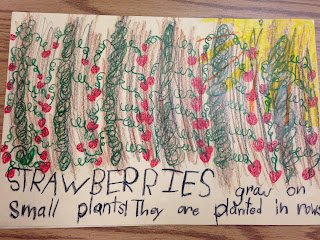 STRAWBERRIES grow on
Small plants! They are planted in rows